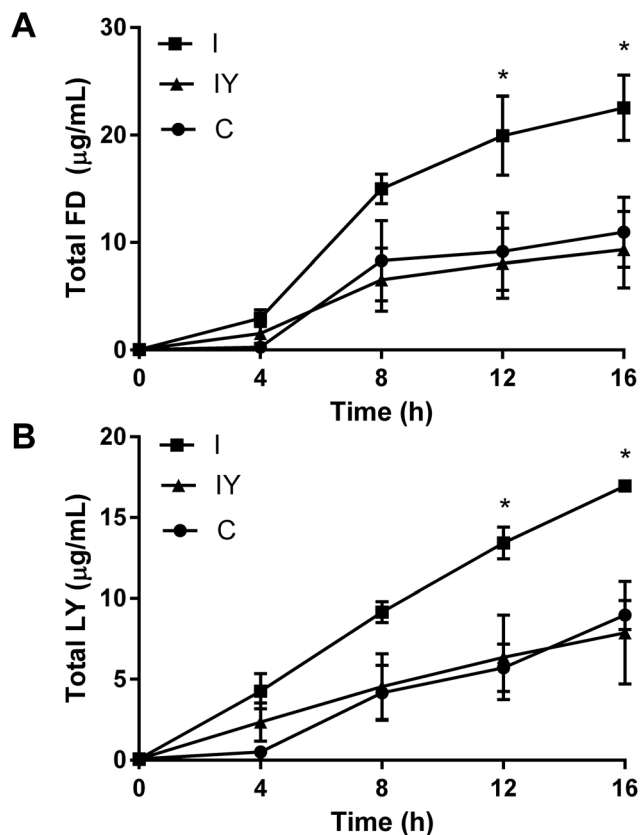 A
Total FD (μg/mL)
30
20
10
0
I
IY
C
*
*
0 4 8 12 16
Time (h)
B
Total LY (μg/mL)
20
15
10
5
0
I
IY
C
*
*
0 4 8 12 16
Time (h)